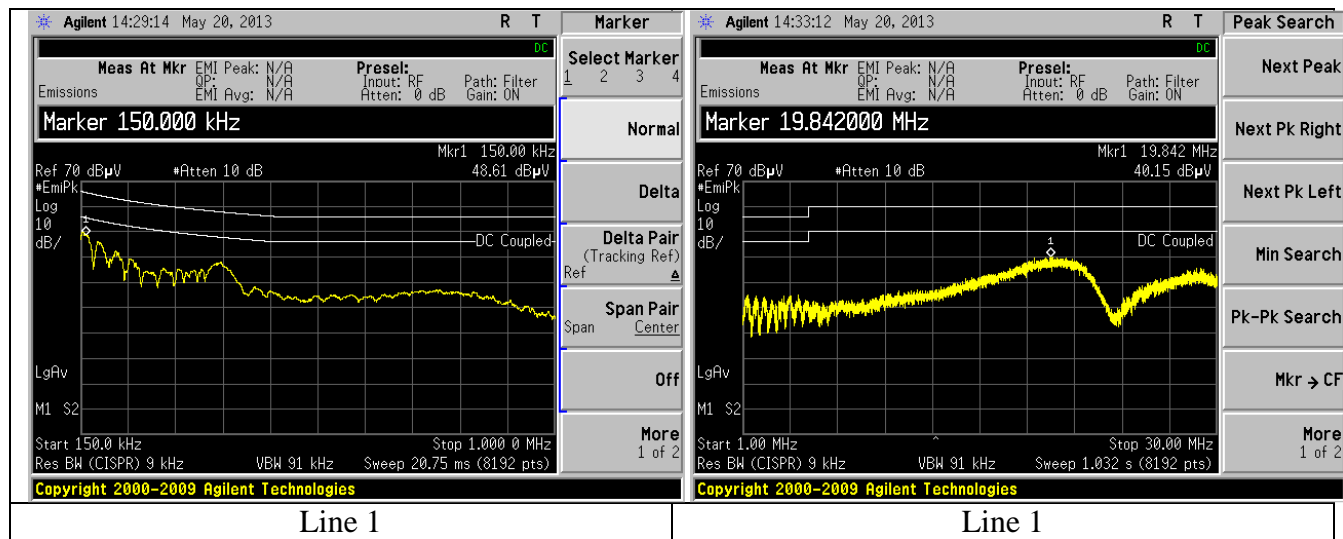 Agilent 14:29:14 May 20, 2013 R T
Marker
DC
Meas At Mkr EMI Peak: N/A Presel:
QP: N/A Input: RF Path: Filter
Emissions EMI Avg: N/A Atten: 0 dB Gain: ON
Marker 150.000 kHz
Mkr1 150.00 kHz
Ref 70 dBµV #Atten 10 dB 48.61 dBµV
#EmiPk
Log
10
dB/
1
DC Coupled
LgAv
M1 S2
Start 150.0 kHz Stop 1.000 0 MHz
Res BW (CISPR) 9 kHz VBW 91 kHz Sweep 20.75 ms (8192 pts)
Copyright 2000-2009 Agilent Technologies
Select Marker
1 2 3 4
Normal
Delta
Delta Pair
(Tracking Ref)
Ref Δ
Span Pair
Span Center
Off
More
1 of 2
Line 1
Agilent 14:33:12 May 20, 2013 R T
Peak Search
DC
Meas At Mkr EMI Peak: N/A Presel:
QP: N/A Input: RF Path: Filter
Emissions EMI Avg: N/A Atten: 0 dB Gain: ON
Marker 19.842000 MHz
Mkr1 19.842 MHz
Ref 70 dBµV #Atten 10 dB 40.15 dBµV
#EmiPk
Log
10
dB/
1
DC Coupled
LgAv
M1 S2
Start 1.00 MHz ^ Stop 30.00 MHz
Res BW (CISPR) 9 kHz VBW 91 kHz Sweep 1.032 s (8192 pts)
Copyright 2000-2009 Agilent Technologies
Next Peak
Next Pk Right
Next Pk Left
Min Search
Pk-Pk Search
Mkr → CF
More
1 of 2
Line 1